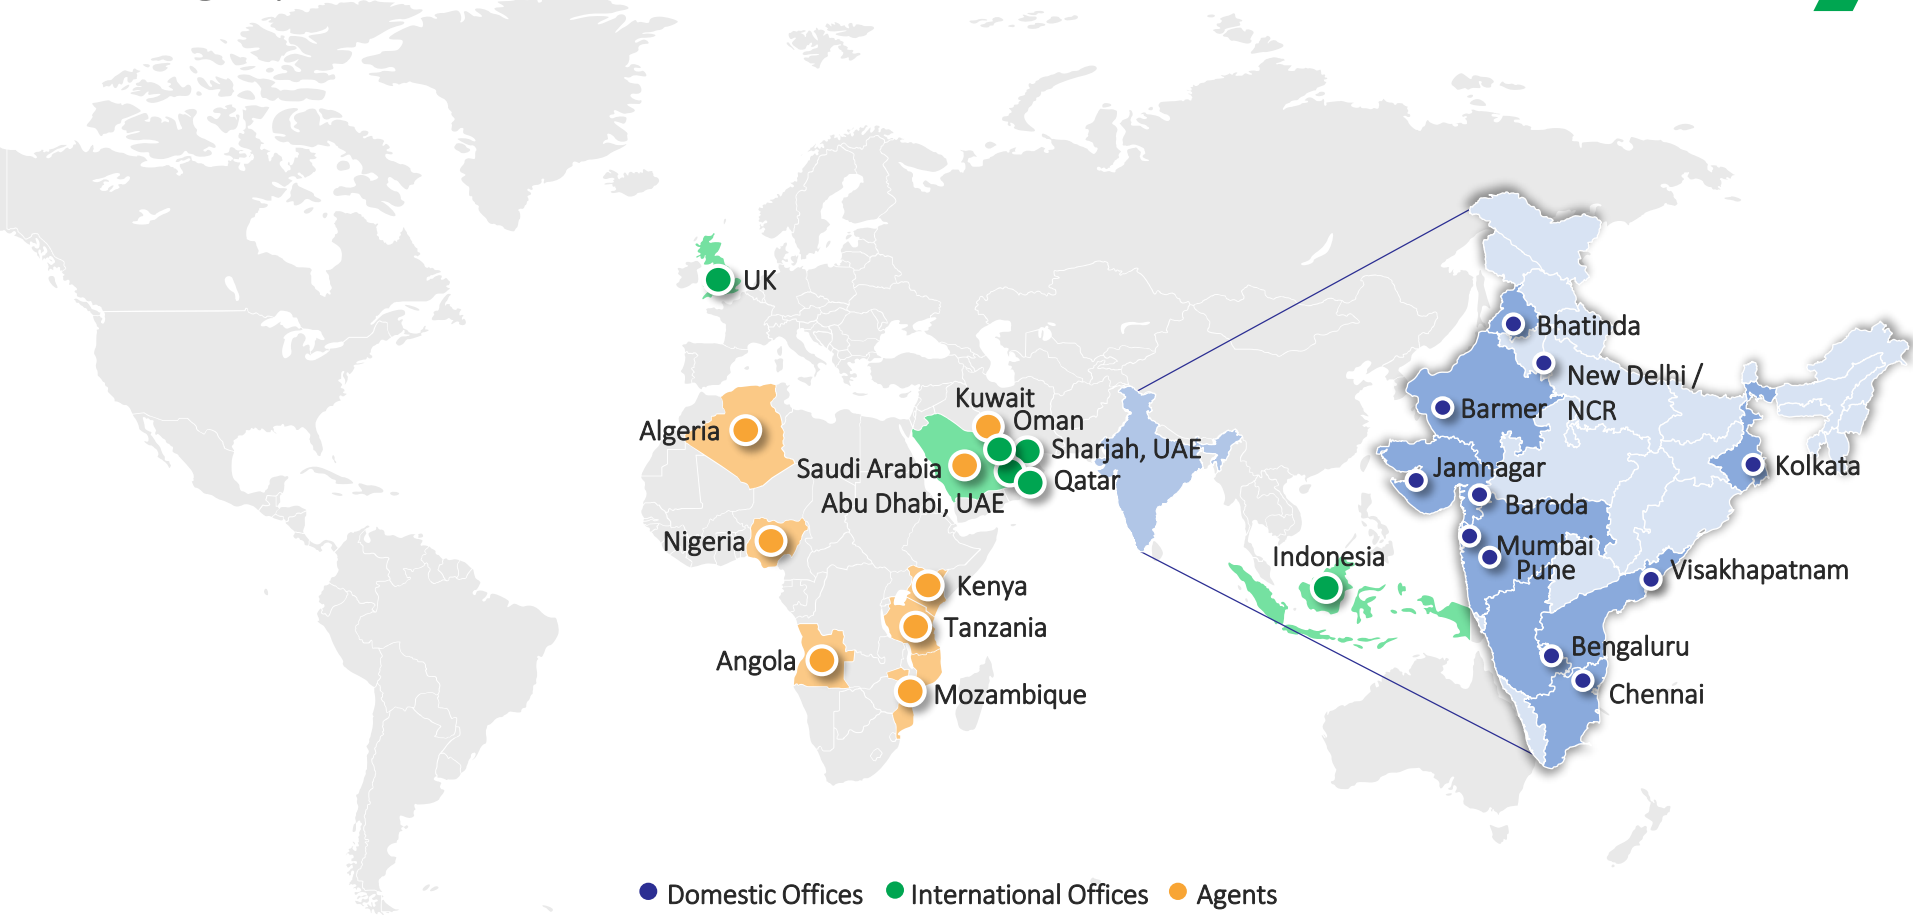 UK
Bhatinda
New Delhi /
NCR
Barmer
Kuwait
Oman
Algeria
Sharjah, UAE
Saudi Arabia
Qatar
Jamnagar
Kolkata
Abu Dhabi, UAE
Baroda
Nigeria
Mumbai
Indonesia
Pune
Visakhapatnam
Kenya
Tanzania
Bengaluru
Angola
Mozambique
Chennai
Domestic Offices
International Offices
Agents